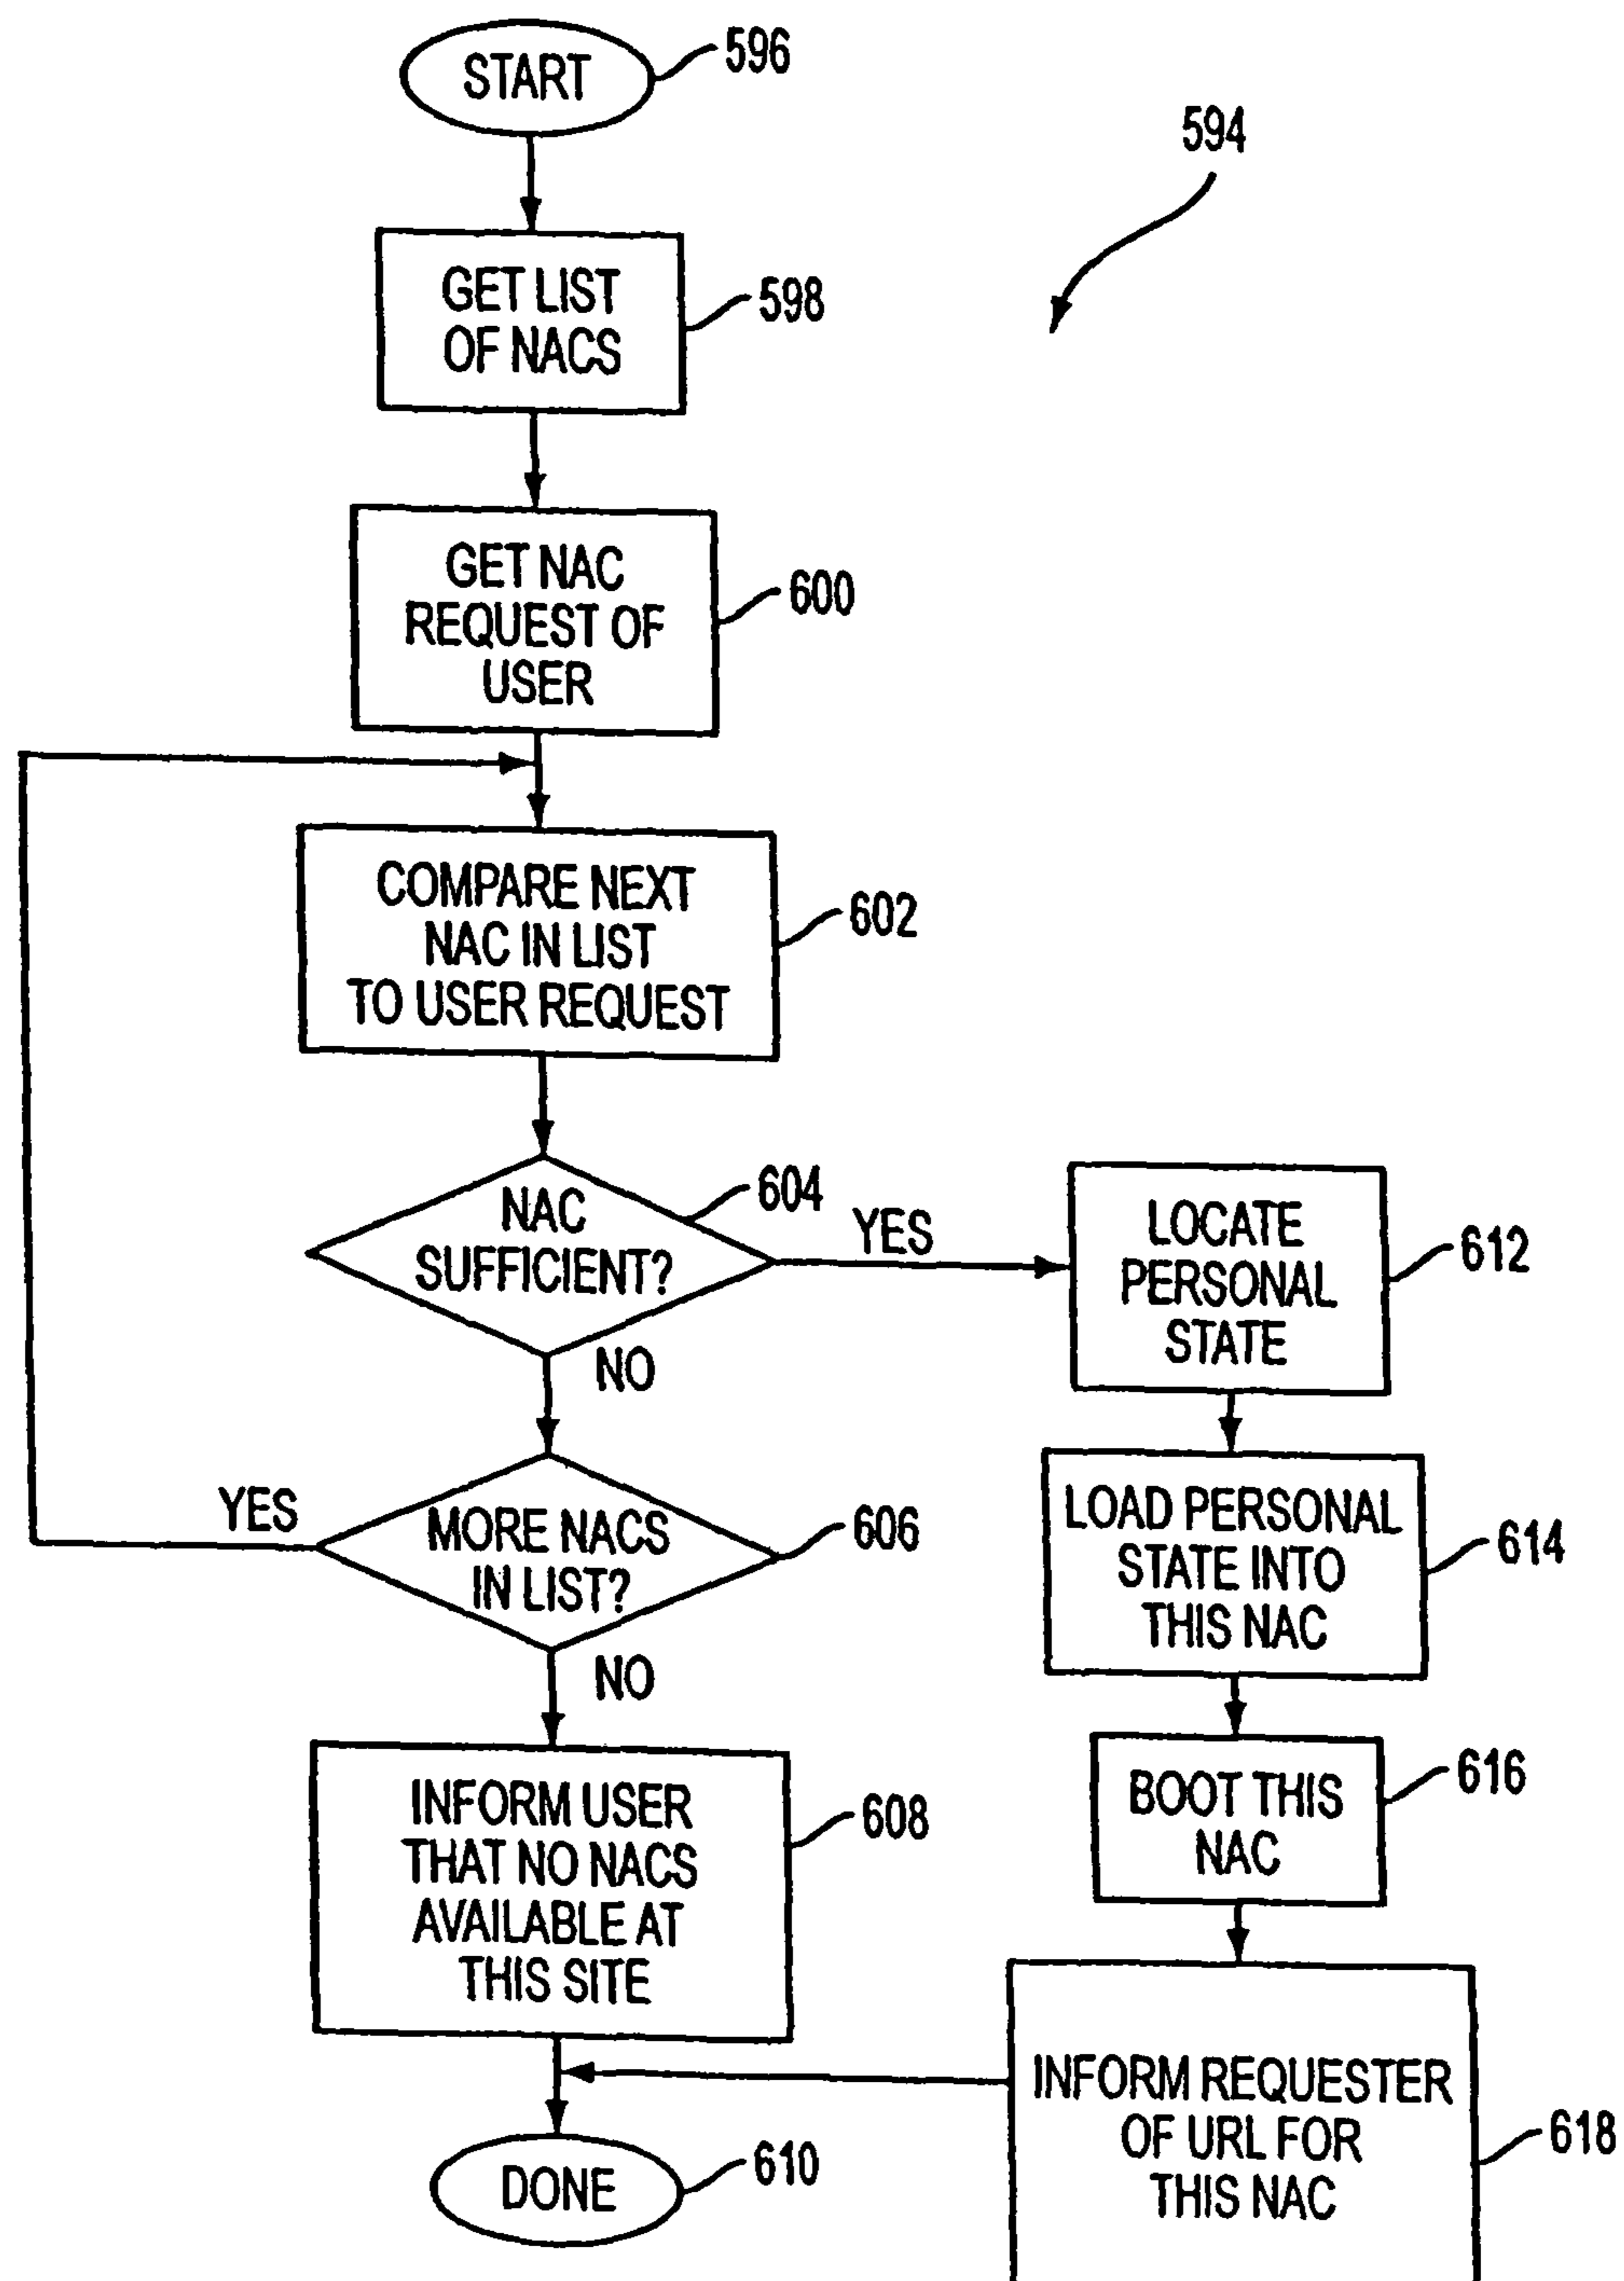 START
596
594
GET LIST
OF NACS
598
GET NAC
REQUEST OF
USER
600
COMPARE NEXT
NAC IN LIST
TO USER REQUEST
602
NAC
SUFFICIENT?
604
YES
NO
LOCATE
PERSONAL
STATE
612
MORE NACS
IN LIST?
606
YES
NO
LOAD PERSONAL
STATE INTO
THIS NAC
614
BOOT THIS
NAC
616
INFORM USER
THAT NO NACS
AVAILABLE AT
THIS SITE
608
INFORM REQUESTER
OF URL FOR
THIS NAC
618
DONE
610